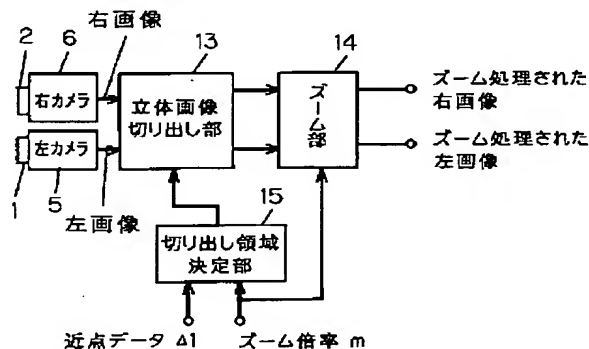 右画像
2
6
13
14
右カメラ
立体画像
切り出し部
ズーム部
ズーム処理された
右画像
左カメラ
ズーム処理された
左画像
1
5
左画像
15
切り出し領域
決定部
近点データ Δ1
ズーム倍率 m